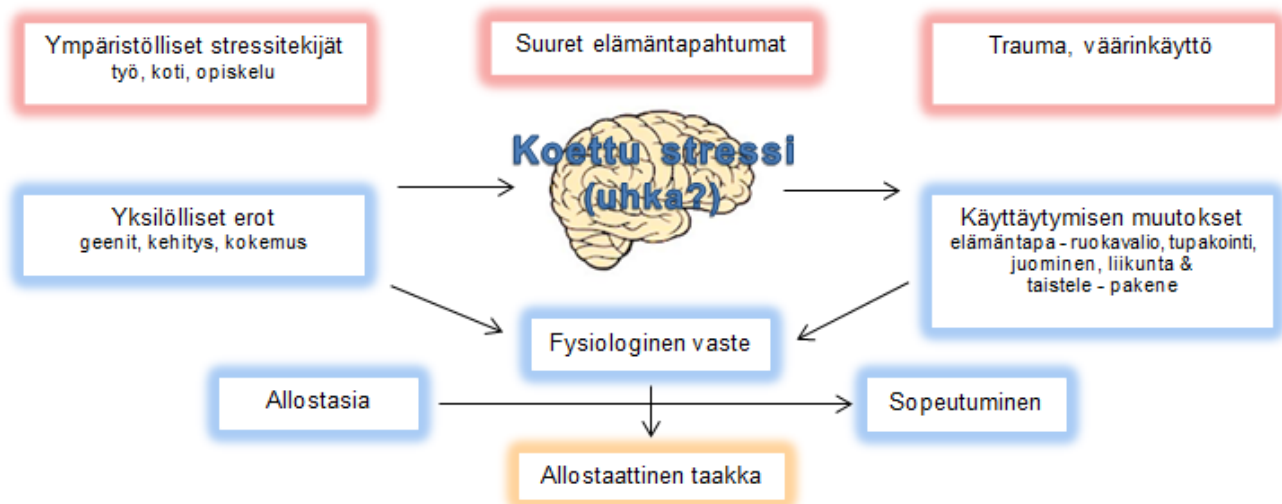 Ympäristölliset stressitekijät
työ, koti, opiskelu
Suuret elämäntapahtumat
Trauma, väärinkäyttö
Koettu stressi
(uhka?)
Yksilölliset erot
geenit, kehitys, kokemus
Käyttäytymisen muutokset
elämäntapa - ruokavalio, tupakointi,
juominen, liikunta &
taistele - pakene
Fysiologinen vaste
Allostasia
Sopeutuminen
Allostaattinen taakka